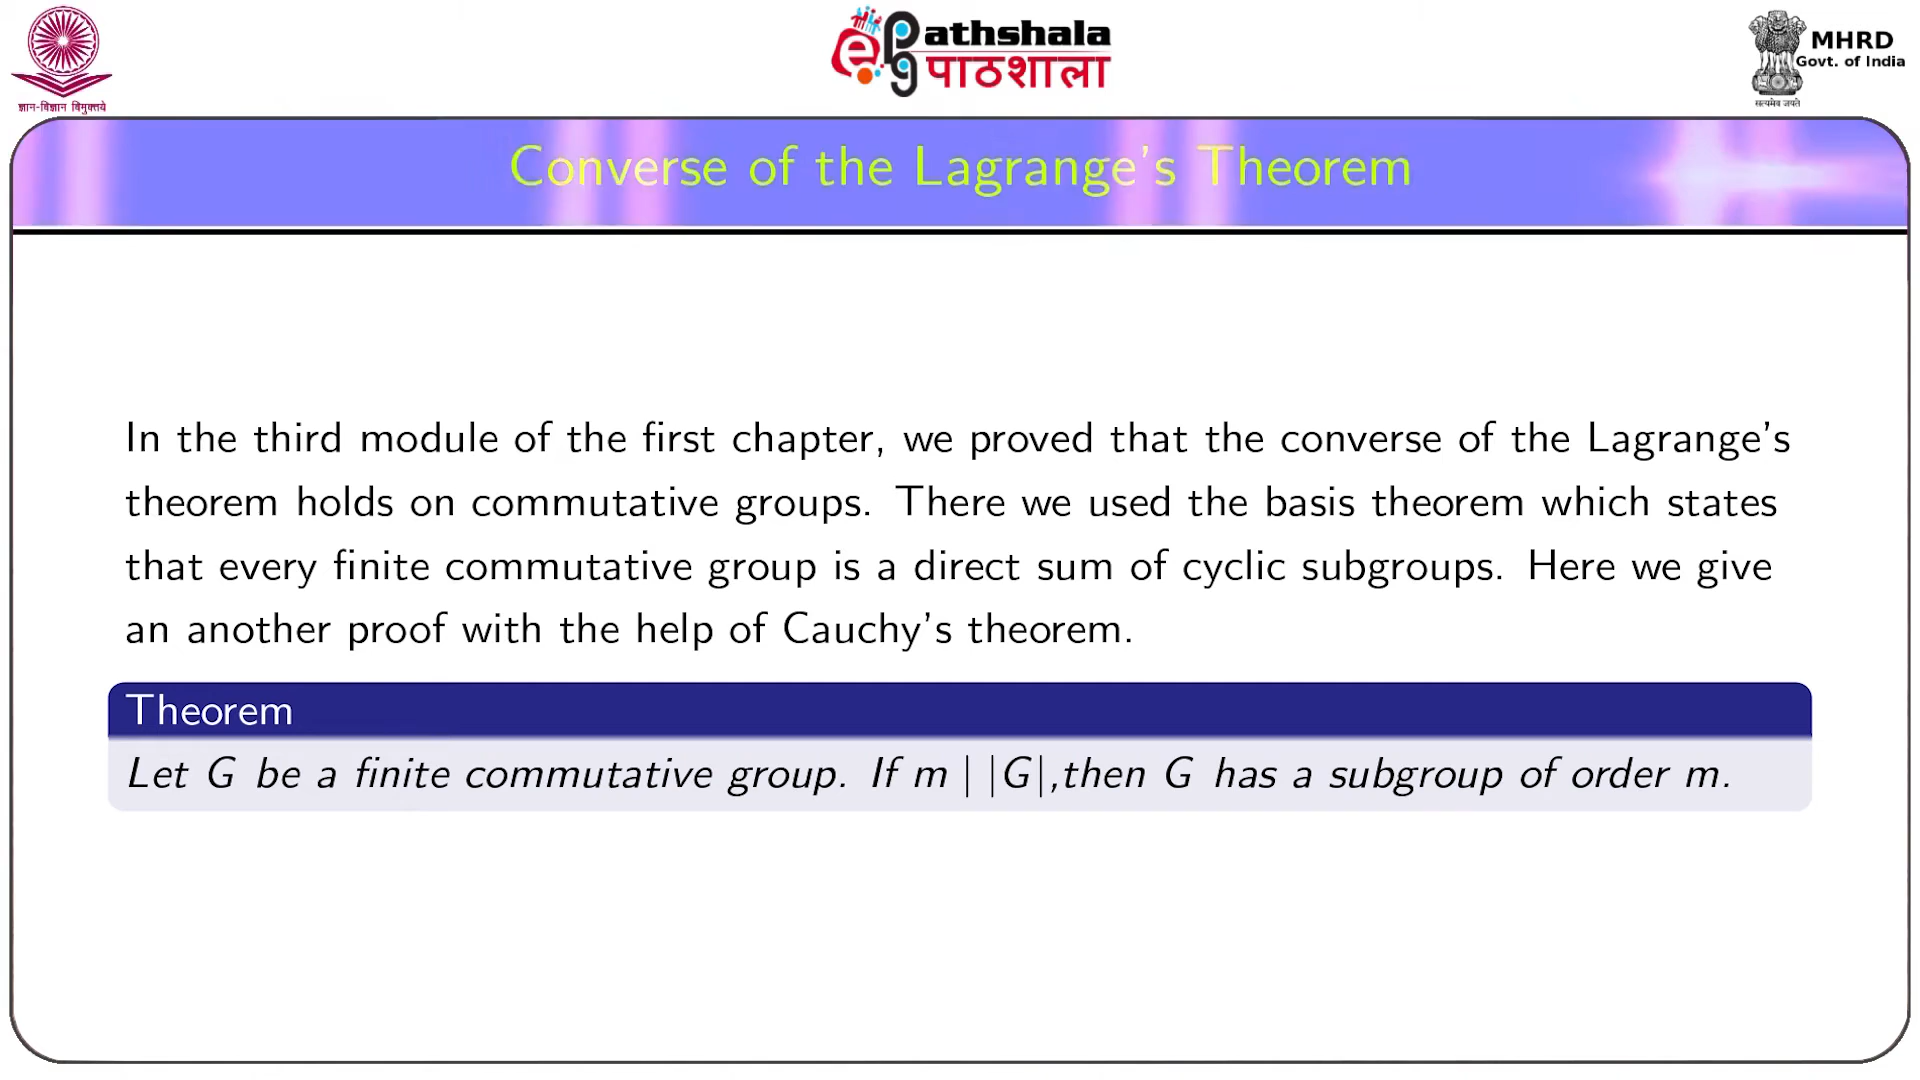 ज्ञान-विज्ञान विमुक्तये
e Pg athshala
पाठशाला
MHRD
Govt. of India
सत्यमेव जयते
Converse of the Lagrange's Theorem
In the third module of the first chapter, we proved that the converse of the Lagrange's
theorem holds on commutative groups. There we used the basis theorem which states
that every finite commutative group is a direct sum of cyclic subgroups. Here we give
an another proof with the help of Cauchy's theorem.
Theorem
Let G be a finite commutative group. If m | |G|,then G has a subgroup of order m.